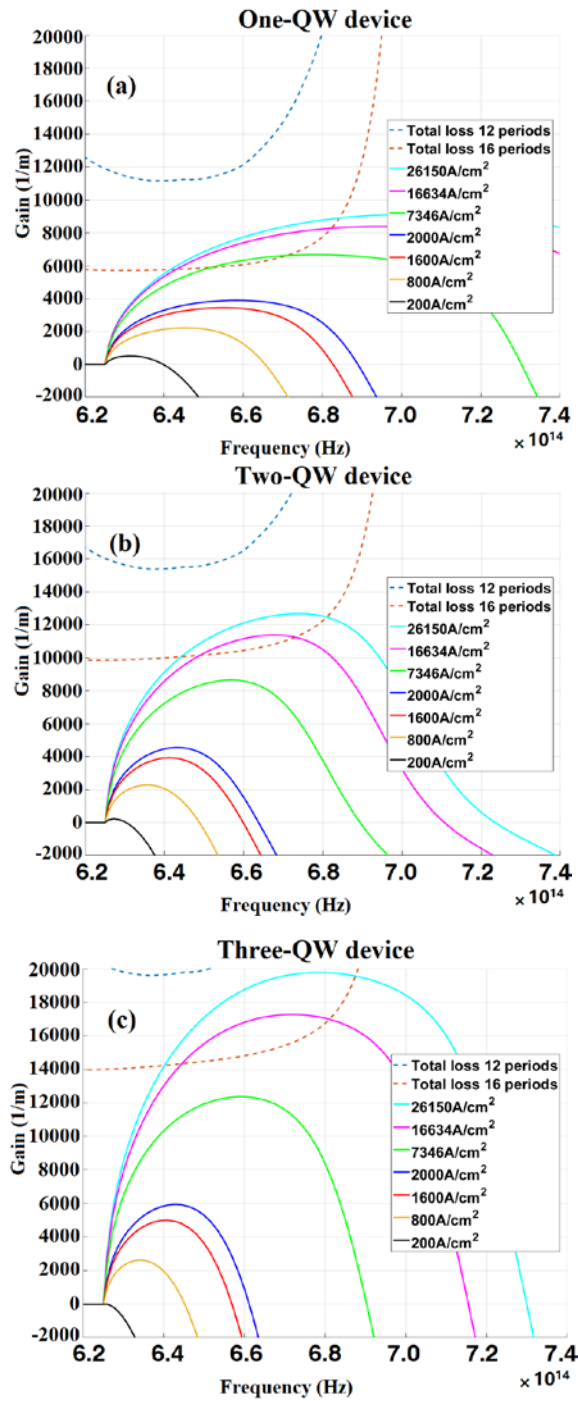 One-QW device
20000
18000
16000
14000
12000
10000
8000
6000
4000
2000
0
-2000
Gain (1/m)
(a)
Total loss 12 periods
Total loss 16 periods
26150A/cm²
16634A/cm²
7346A/cm²
2000A/cm²
1600A/cm²
800A/cm²
200A/cm²
6.2 6.4 6.6 6.8 7.0 7.2 7.4
Frequency (Hz) × 10¹⁴
Two-QW device
20000
18000
16000
14000
12000
10000
8000
6000
4000
2000
0
-2000
Gain (1/m)
(b)
Total loss 12 periods
Total loss 16 periods
26150A/cm²
16634A/cm²
7346A/cm²
2000A/cm²
1600A/cm²
800A/cm²
200A/cm²
6.2 6.4 6.6 6.8 7.0 7.2 7.4
Frequency (Hz) × 10¹⁴
Three-QW device
20000
18000
16000
14000
12000
10000
8000
6000
4000
2000
0
-2000
Gain (1/m)
(c)
Total loss 12 periods
Total loss 16 periods
26150A/cm²
16634A/cm²
7346A/cm²
2000A/cm²
1600A/cm²
800A/cm²
200A/cm²
6.2 6.4 6.6 6.8 7.0 7.2 7.4
Frequency (Hz) × 10¹⁴